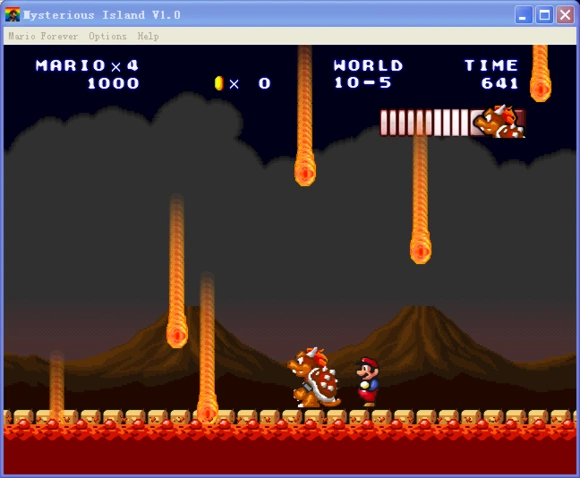 Mysterious Island V1.0
Mario Forever Options Help
MARIO×4 WORLD TIME
1000 × 0 10-5 641